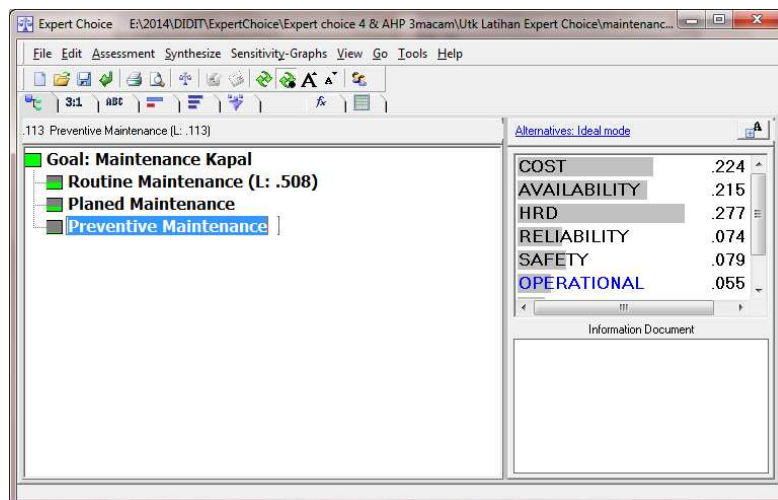 Expert Choice E:\2014\DIDIT\ExpertChoice\Expert choice 4 & AHP 3macam\Utk Latihan Expert Choice\maintenanc...
File Edit Assessment Synthesize Sensitivity-Graphs View Go Tools Help
A A
3:1 ABC fx
.113 Preventive Maintenance (L: .113)
Alternatives: Ideal mode
A
Goal: Maintenance Kapal
Routine Maintenance (L: .508)
Planed Maintenance
Preventive Maintenance
COST .224
AVAILABILITY .215
HRD .277
RELIABILITY .074
SAFETY .079
OPERATIONAL .055
Information Document